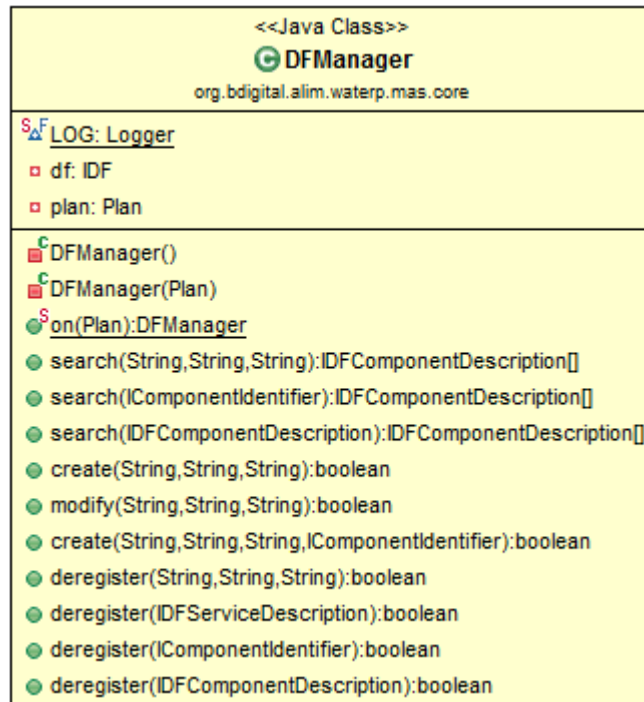 <<Java Class>>
C DFManager
org.bdigital.alim.waterp.mas.core
S F LOG: Logger
df: IDF
plan: Plan
C DFManager()
C DFManager(Plan)
S on(Plan):DFManager
search(String,String,String):IDFComponentDescription[]
search(IComponentIdentifier):IDFComponentDescription[]
search(IDFComponentDescription):IDFComponentDescription[]
create(String,String,String):boolean
modify(String,String,String):boolean
create(String,String,String,IComponentIdentifier):boolean
deregister(String,String,String):boolean
deregister(IDFServiceDescription):boolean
deregister(IComponentIdentifier):boolean
deregister(IDFComponentDescription):boolean